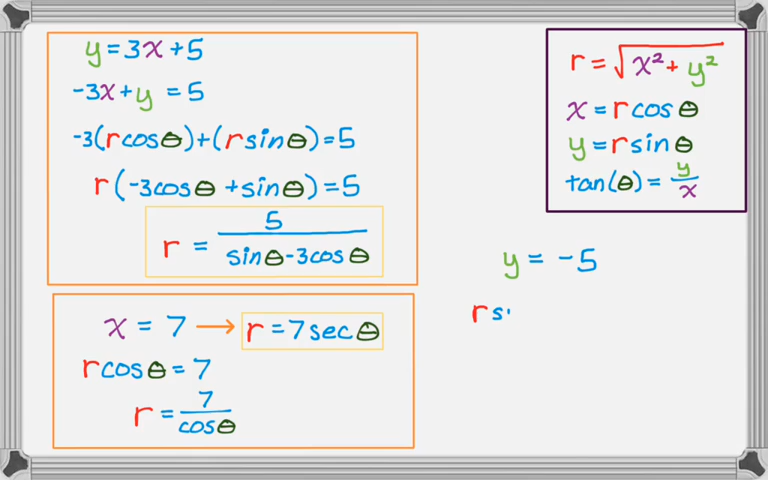 y = 3x + 5
-3x + y = 5
-3(rcosθ) + (rsinθ) = 5
r(-3cosθ + sinθ) = 5
r = 5 / sinθ - 3cosθ
x = 7 → r = 7secθ
rcosθ = 7
r = 7 / cosθ
r = √x² + y²
x = rcosθ
y = rsinθ
tan(θ) = y / x
y = -5
r s